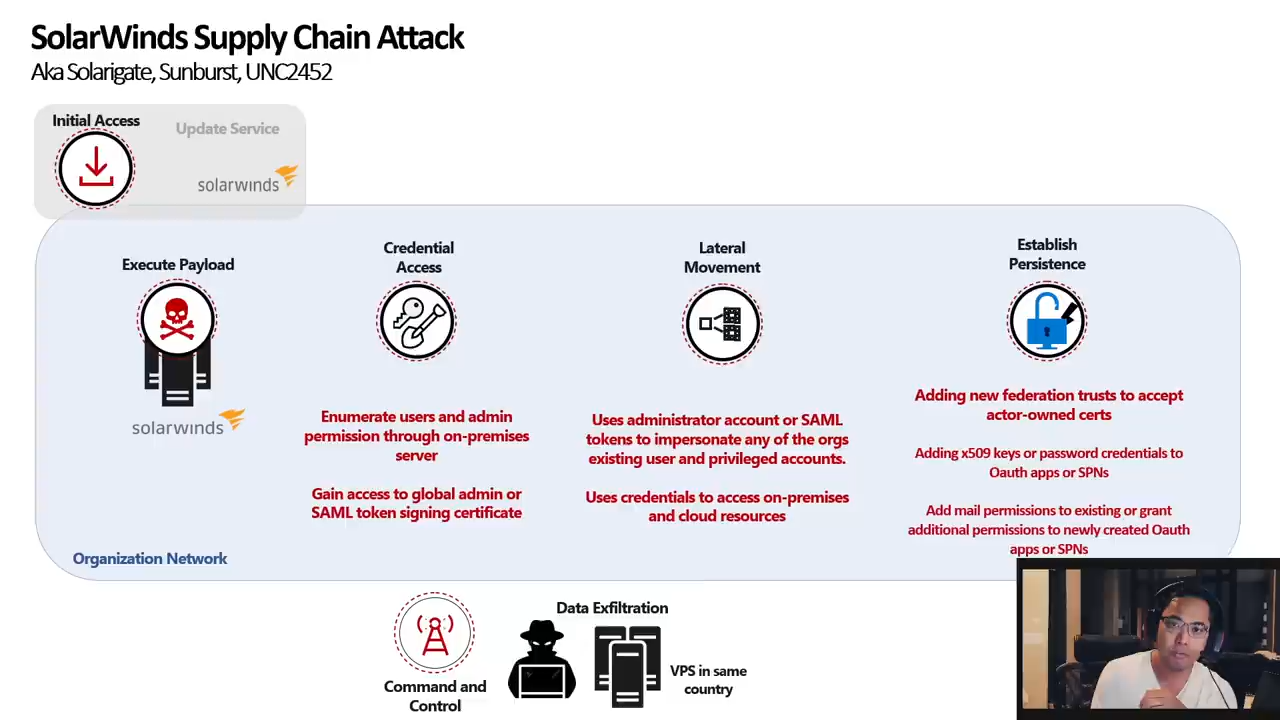 SolarWinds Supply Chain Attack
Aka Solarigate, Sunburst, UNC2452
Initial Access
Update Service
solarwinds
Execute Payload
solarwinds
Organization Network
Credential
Access
Enumerate users and admin
permission through on-premises
server
Gain access to global admin or
SAML token signing certificate
Lateral
Movement
Uses administrator account or SAML
tokens to impersonate any of the orgs
existing user and privileged accounts.
Uses credentials to access on-premises
and cloud resources
Establish
Persistence
Adding new federation trusts to accept
actor-owned certs
Adding x509 keys or password credentials to
Oauth apps or SPNs
Add mail permissions to existing or grant
additional permissions to newly created Oauth
apps or SPNs
Command and
Control
Data Exfiltration
VPS in same
country